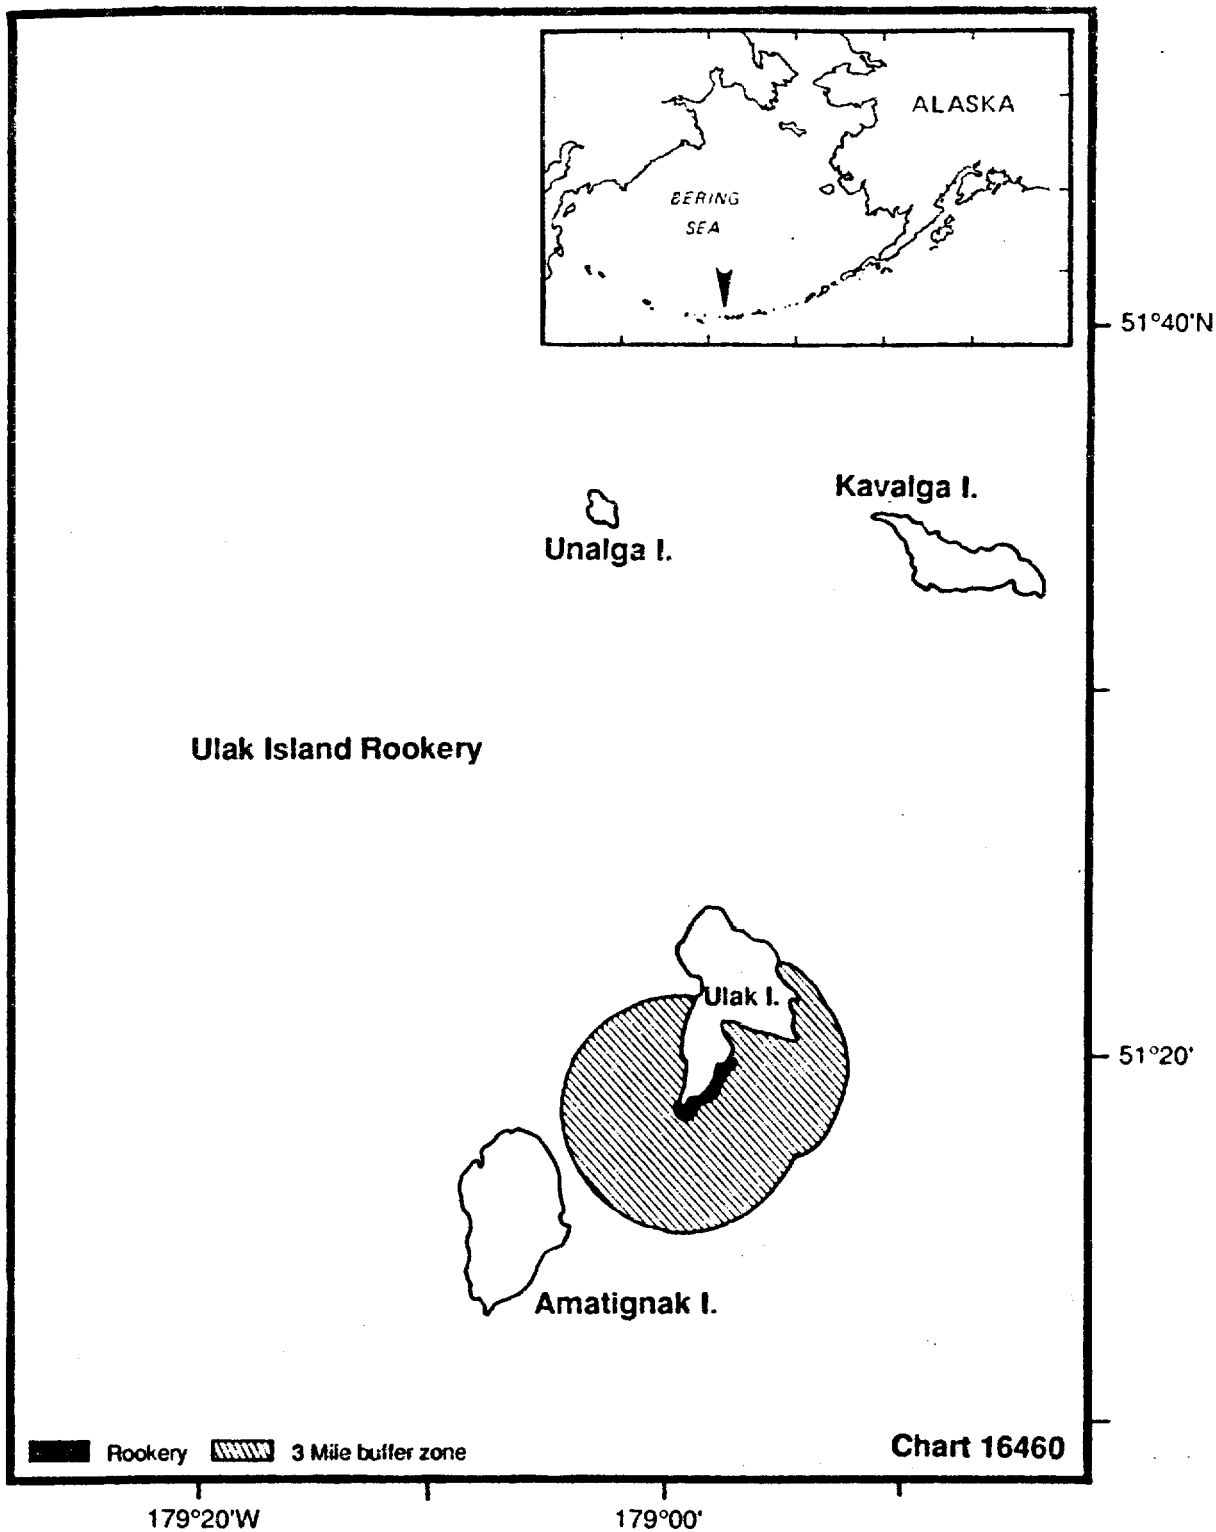 ALASKA
BERING
SEA
51°40'N
Kavalga I.
Unalga I.
Ulak Island Rookery
Ulak I.
51°20'
Amatignak I.
Rookery 3 Mile buffer zone
Chart 16460
179°20'W 179°00'